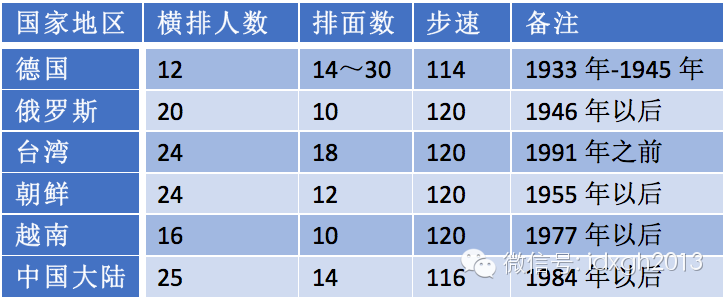 国家地区 横排人数 排面数 步速 备注
德国 12 14～30 114 1933 年-1945 年
俄罗斯 20 10 120 1946 年以后
台湾 24 18 120 1991 年之前
朝鲜 24 12 120 1955 年以后
越南 16 10 120 1977 年以后
中国大陆 25 14 116 1984 年以后
微信号: jdxgh2013